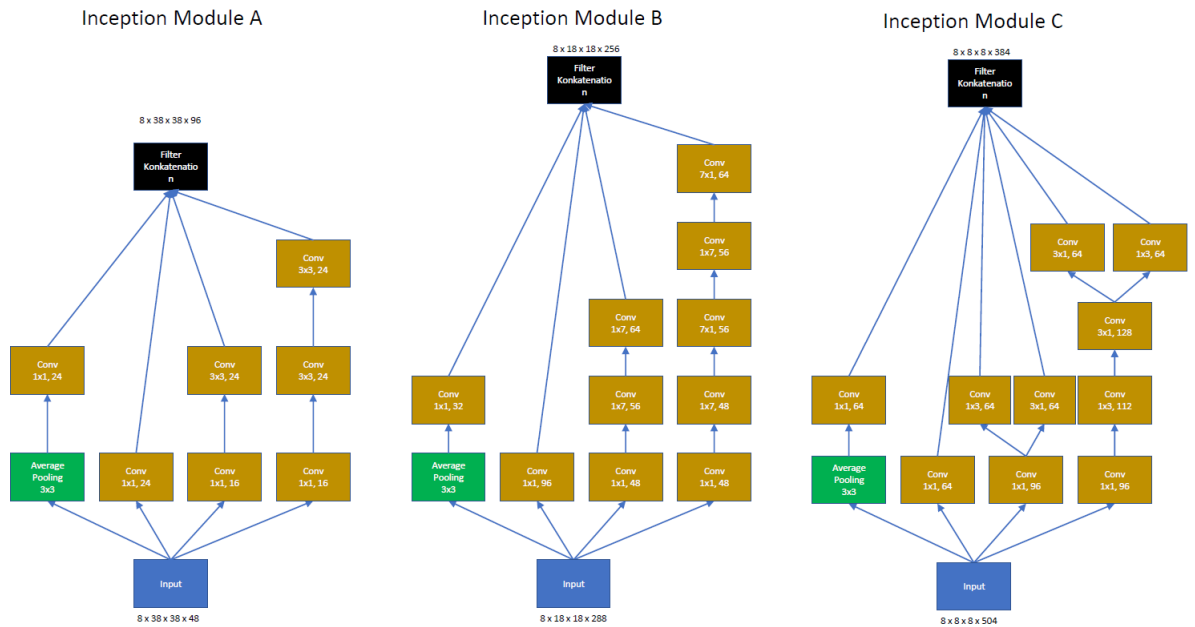 Inception Module A
8 x 38 x 38 x 96
Filter
Konkatenatio
n
Conv
3x3, 24
Conv
1x1, 24
Conv
3x3, 24
Conv
3x3, 24
Average
Pooling
3x3
Conv
1x1, 24
Conv
1x1, 16
Conv
1x1, 16
Input
8 x 38 x 38 x 48
Inception Module B
8 x 18 x 18 x 256
Filter
Konkatenatio
n
Conv
7x1, 64
Conv
1x7, 56
Conv
1x7, 64
Conv
7x1, 56
Conv
1x1, 32
Conv
1x7, 56
Conv
1x7, 48
Average
Pooling
3x3
Conv
1x1, 96
Conv
1x1, 48
Conv
1x1, 48
Input
8 x 18 x 18 x 288
Inception Module C
8 x 8 x 8 x 384
Filter
Konkatenatio
n
Conv
3x1, 64
Conv
1x3, 64
Conv
3x1, 128
Conv
1x1, 64
Conv
1x3, 64
Conv
3x1, 64
Conv
1x3, 112
Average
Pooling
3x3
Conv
1x1, 64
Conv
1x1, 96
Conv
1x1, 96
Input
8 x 8 x 8 x 504